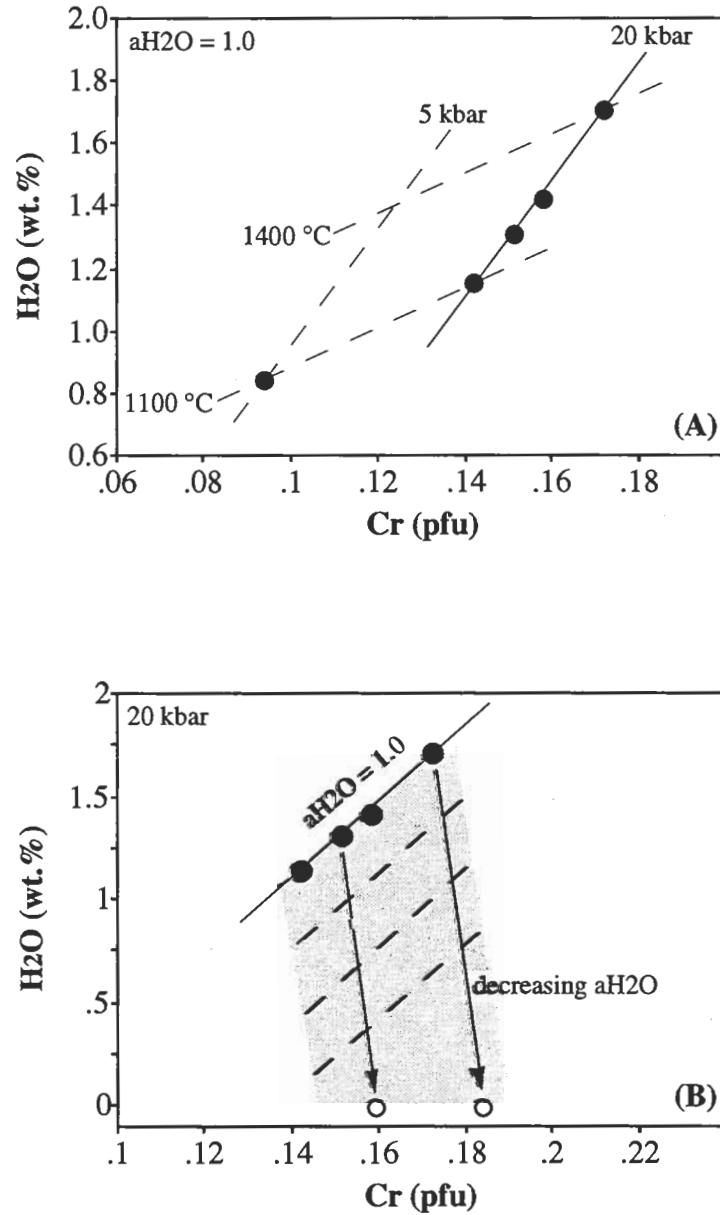 2.0
aH2O = 1.0
20 kbar
1.8
5 kbar
1.6
H2O (wt.%)
1.4
1400 °C
1.2
1.0
0.8
1100 °C
(A)
0.6
.06 .08 .1 .12 .14 .16 .18
Cr (pfu)
2
20 kbar
aH2O = 1.0
1.5
H2O (wt.%)
1
decreasing aH2O
.5
0
(B)
.1 .12 .14 .16 .18 .2 .22
Cr (pfu)